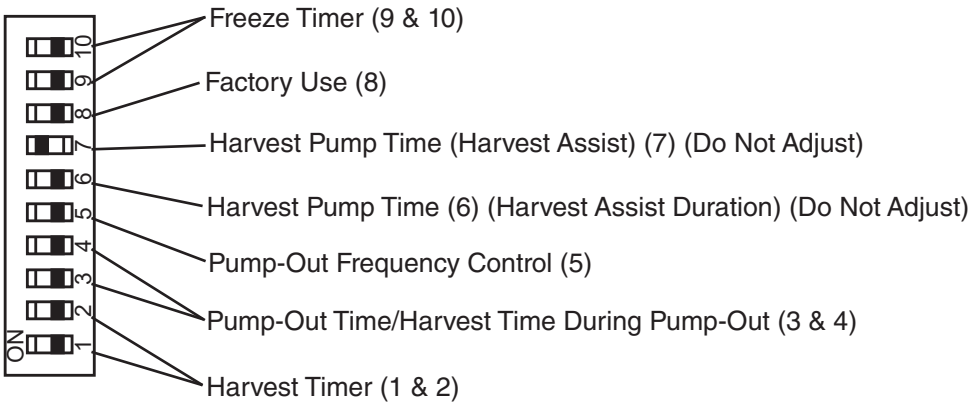 Freeze Timer (9 & 10)
Factory Use (8)
Harvest Pump Time (Harvest Assist) (7) (Do Not Adjust)
Harvest Pump Time (6) (Harvest Assist Duration) (Do Not Adjust)
Pump-Out Frequency Control (5)
Pump-Out Time/Harvest Time During Pump-Out (3 & 4)
Harvest Timer (1 & 2)
10
9
8
7
6
5
4
3
2
1
ON